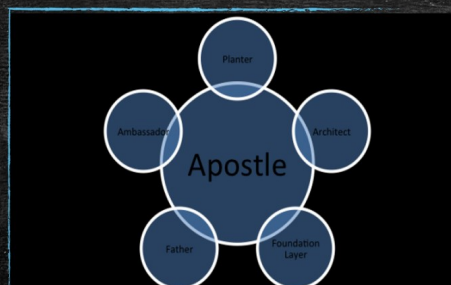 Planter
Ambassador
Architect
Apostle
Father
Foundation
Layer